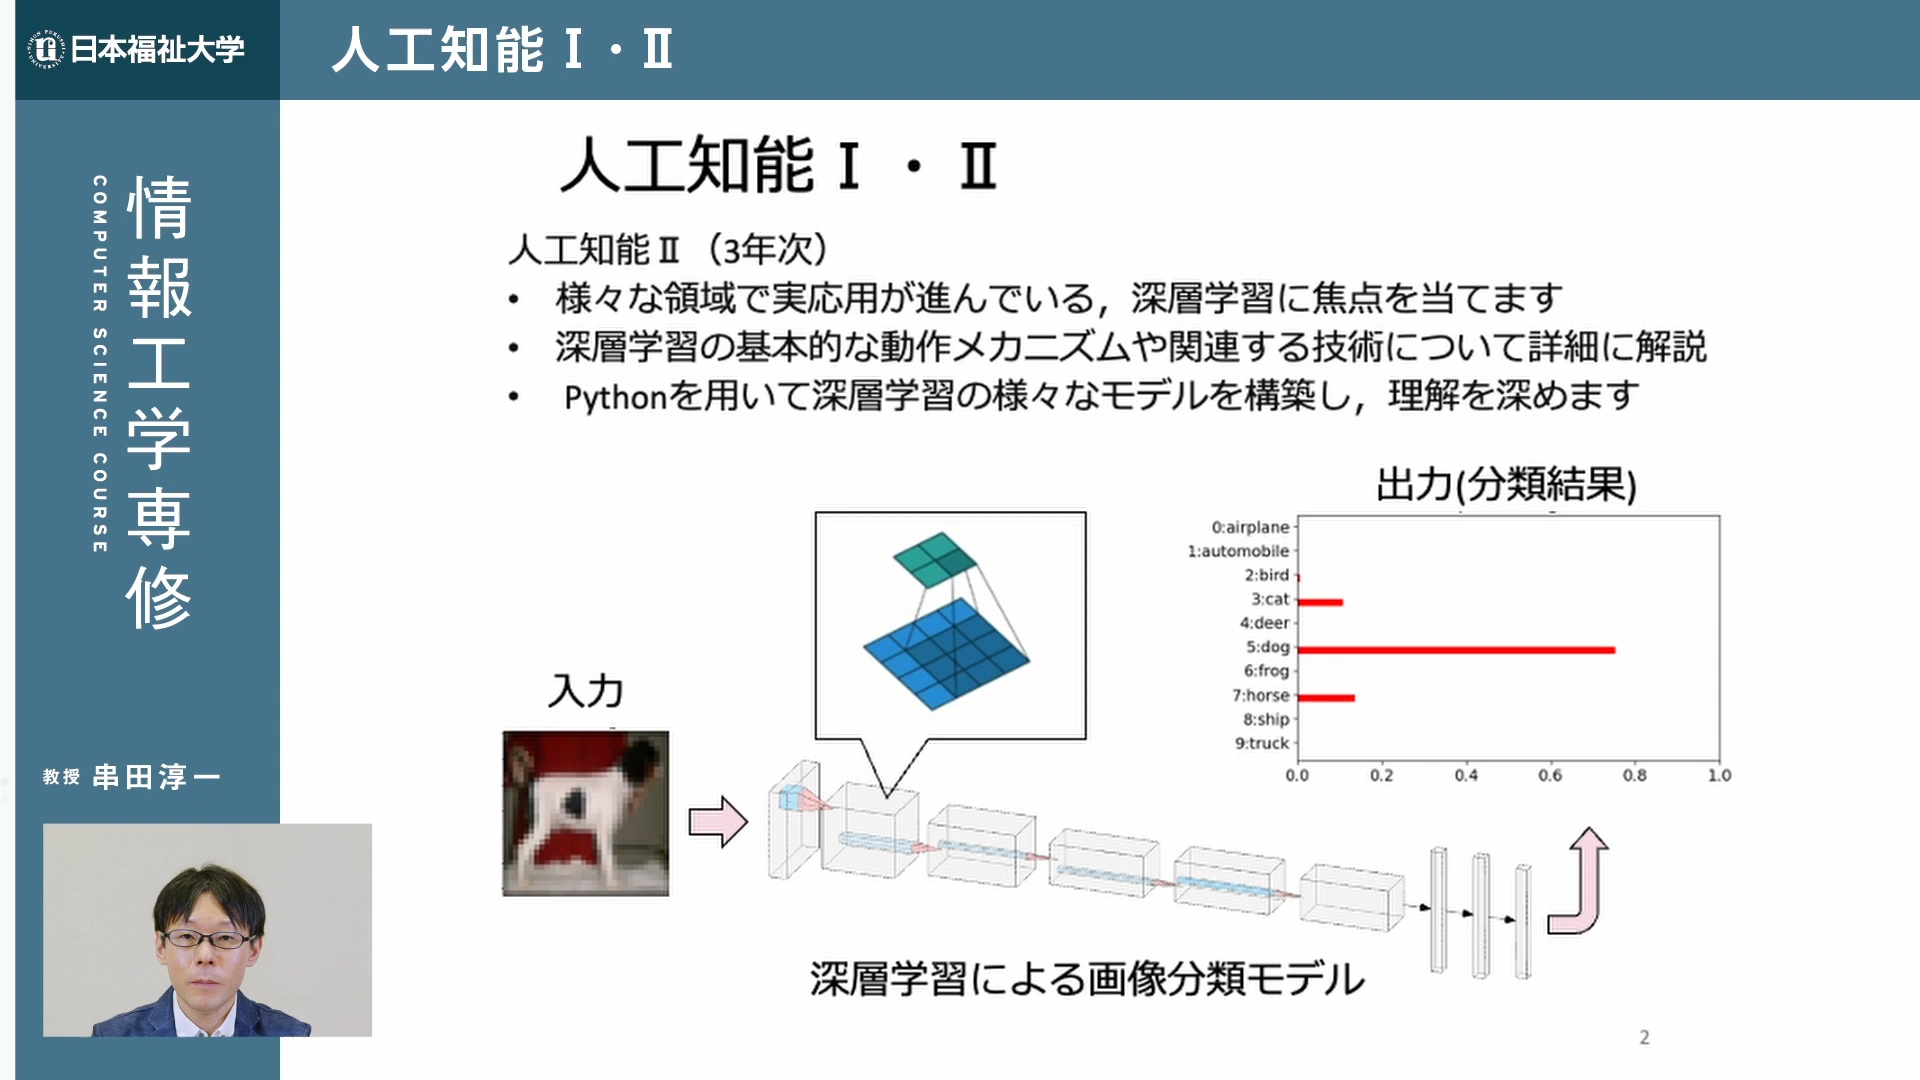 日本福祉大学
人工知能Ⅰ・Ⅱ
情報工学専修
COMPUTER SCIENCE COURSE
教授 串田淳一
人工知能Ⅰ・Ⅱ
人工知能Ⅱ（3年次）
• 様々な領域で実応用が進んでいる，深層学習に焦点を当てます
• 深層学習の基本的な動作メカニズムや関連する技術について詳細に解説
• Pythonを用いて深層学習の様々なモデルを構築し，理解を深めます
入力
出力(分類結果)
0:airplane
1:automobile
2:bird
3:cat
4:deer
5:dog
6:frog
7:horse
8:ship
9:truck
0.0 0.2 0.4 0.6 0.8 1.0
深層学習による画像分類モデル
2